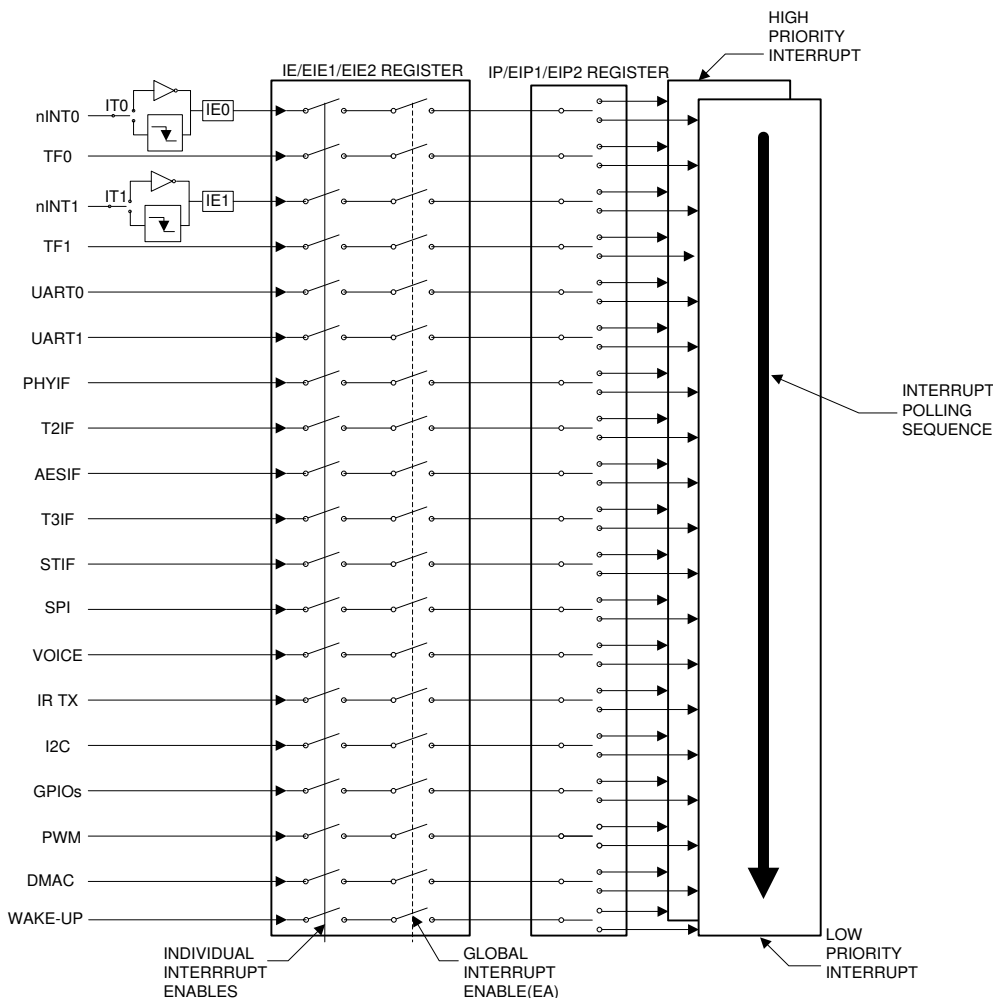 HIGH
PRIORITY
INTERRUPT
IE/EIE1/EIE2 REGISTER
IP/EIP1/EIP2 REGISTER
nINT0
IT0
IE0
TF0
nINT1
IT1
IE1
TF1
UART0
UART1
PHYIF
T2IF
AESIF
T3IF
STIF
SPI
VOICE
IR TX
I2C
GPIOs
PWM
DMAC
WAKE-UP
INTERRUPT
POLLING
SEQUENCE
INDIVIDUAL
INTERRRUPT
ENABLES
GLOBAL
INTERRUPT
ENABLE(EA)
LOW
PRIORITY
INTERRUPT